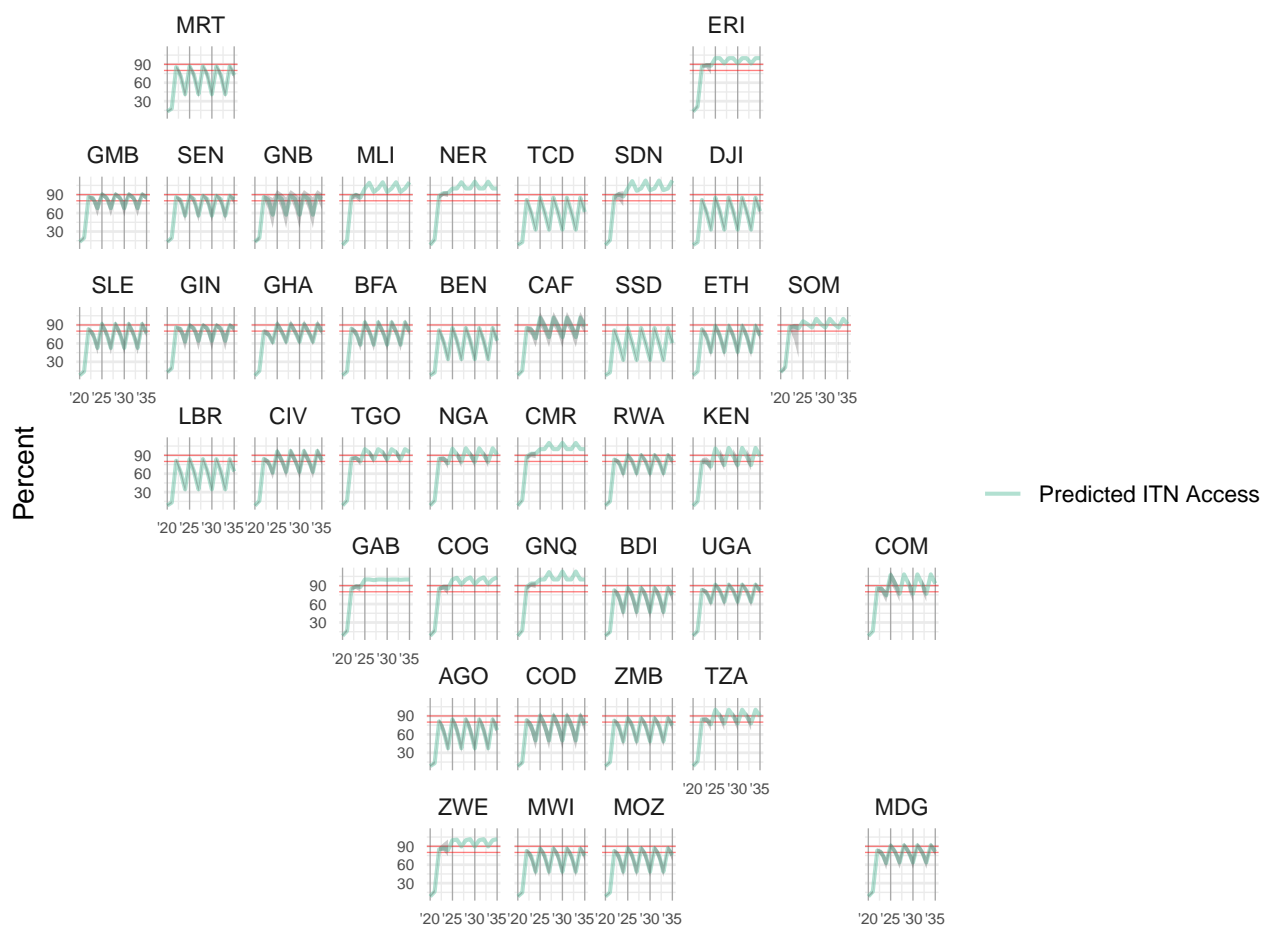 MRT ERI
90
60
30
GMB SEN GNB MLI NER TCD SDN DJI
90
60
30
SLE GIN GHA BFA BEN CAF SSD ETH SOM
90
60
30
'20 '25 '30 '35 '20 '25 '30 '35
LBR CIV TGO NGA CMR RWA KEN
90
60
30
'20 '25 '30 '35 '20 '25 '30 '35
GAB COG GNQ BDI UGA COM
90
60
30
'20 '25 '30 '35
AGO COD ZMB TZA
90
60
30
'20 '25 '30 '35
ZWE MWI MOZ MDG
90
60
30
'20 '25 '30 '35 '20 '25 '30 '35 '20 '25 '30 '35 '20 '25 '30 '35
Percent
Predicted ITN Access